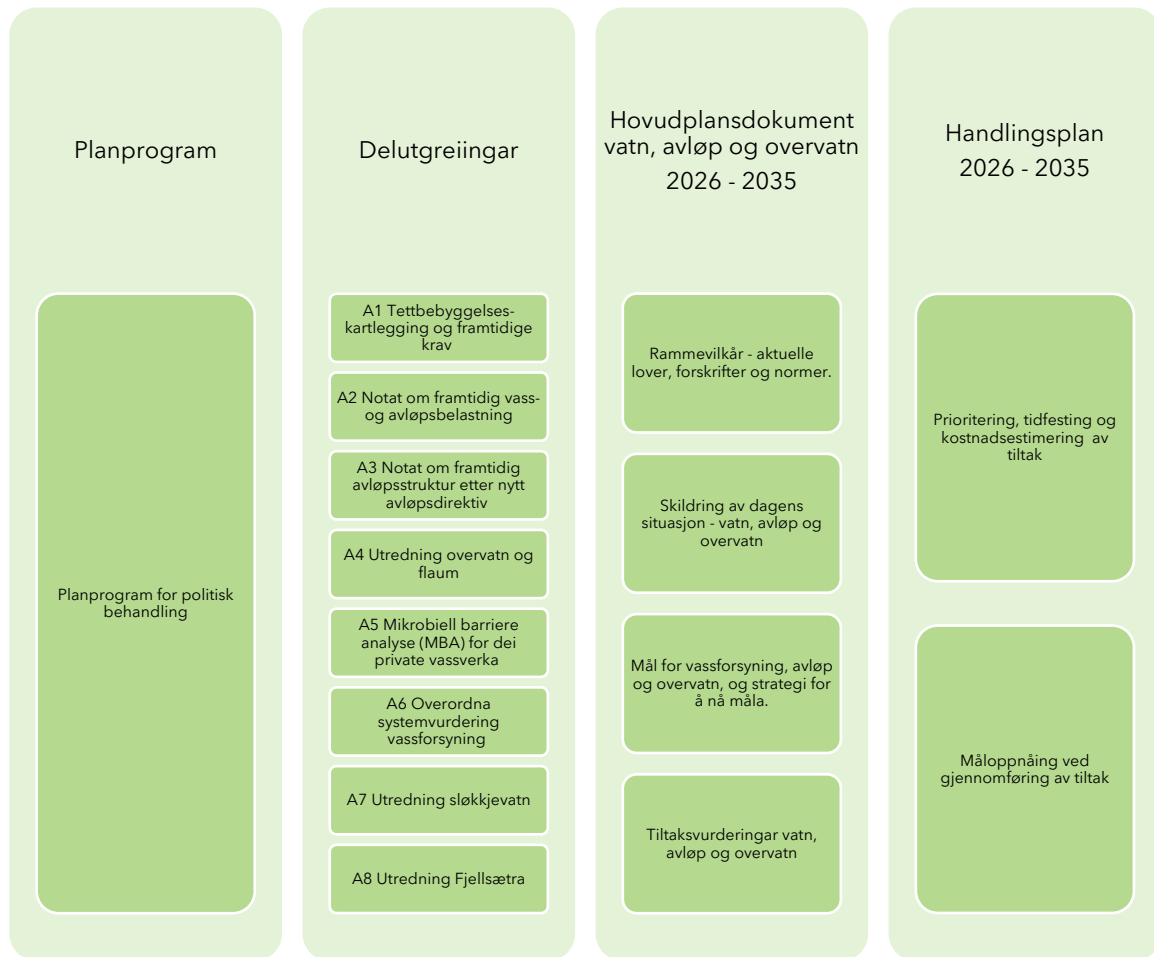 Planprogram
Planprogram for politisk
behandling
Delutgreiingar
A1 Tettbebyggelses-
kartlegging og framtidige
krav
A2 Notat om framtidig vass-
og avløpsbelastning
A3 Notat om framtidig
avløpsstruktur etter nytt
avløpsdirektiv
A4 Utredning overvatn og
flaum
A5 Mikrobiell barriere
analyse (MBA) for dei
private vassverka
A6 Overordna
systemvurdering
vassforsyning
A7 Utredning sløkkjevatn
A8 Utredning Fjellsætra
Hovudplansdokument
vatn, avløp og overvatn
2026 - 2035
Rammevilkår - aktuelle
lover, forskrifter og normer.
Skildring av dagens
situasjon - vatn, avløp og
overvatn
Mål for vassforsyning, avløp
og overvatn, og strategi for
å nå måla.
Tiltaksvurderingar vatn,
avløp og overvatn
Handlingsplan
2026 - 2035
Prioritering, tidfesting og
kostnadsestimering av
tiltak
Måloppnåing ved
gjennomføring av tiltak